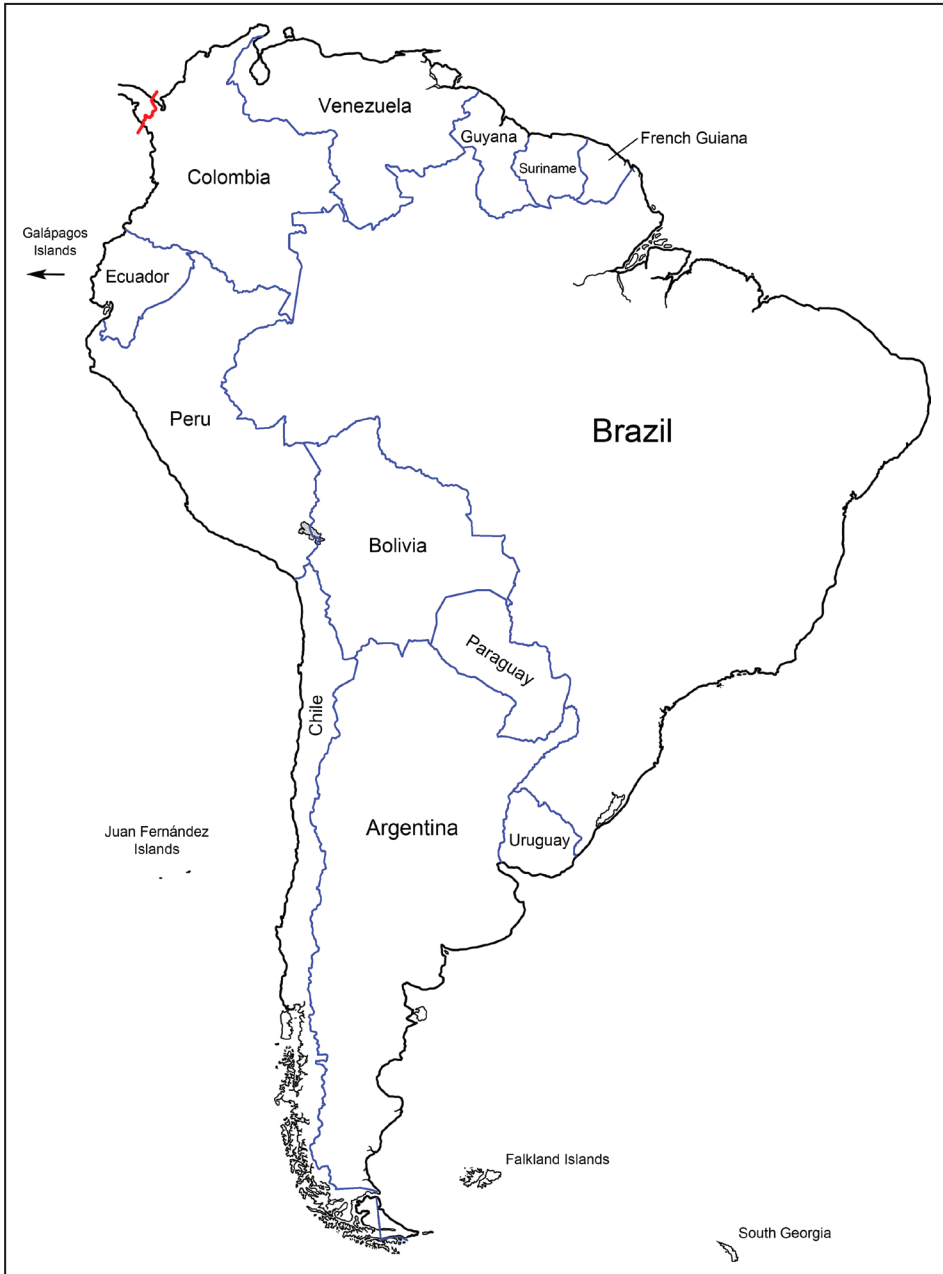 Venezuela
Guyana
French Guiana
Suriname
Colombia
Galápagos
Islands
Ecuador
Peru
Brazil
Bolivia
Paraguay
Chile
Argentina
Uruguay
Juan Fernández
Islands
Falkland Islands
South Georgia